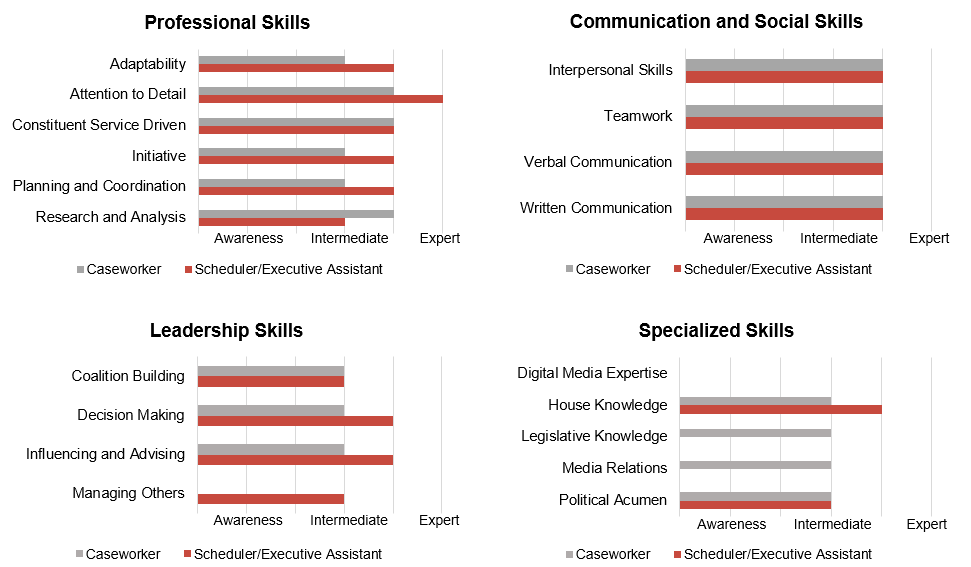 Professional Skills
Adaptability
Attention to Detail
Constituent Service Driven
Initiative
Planning and Coordination
Research and Analysis
Awareness Intermediate Expert
Caseworker Scheduler/Executive Assistant
Communication and Social Skills
Interpersonal Skills
Teamwork
Verbal Communication
Written Communication
Awareness Intermediate Expert
Caseworker Scheduler/Executive Assistant
Leadership Skills
Coalition Building
Decision Making
Influencing and Advising
Managing Others
Awareness Intermediate Expert
Caseworker Scheduler/Executive Assistant
Specialized Skills
Digital Media Expertise
House Knowledge
Legislative Knowledge
Media Relations
Political Acumen
Awareness Intermediate Expert
Caseworker Scheduler/Executive Assistant